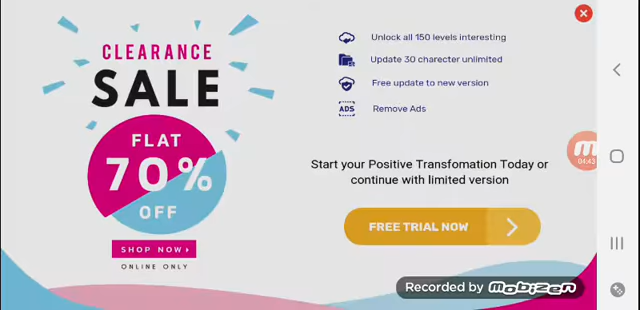 CLEARANCE
SALE
FLAT
70%
OFF
SHOP NOW
ONLINE ONLY
Unlock all 150 levels interesting
Update 30 charecter unlimited
Free update to new version
ADS
Remove Ads
Start your Positive Transfomation Today or
continue with limited version
FREE TRIAL NOW
04:43
Recorded by Mobizen